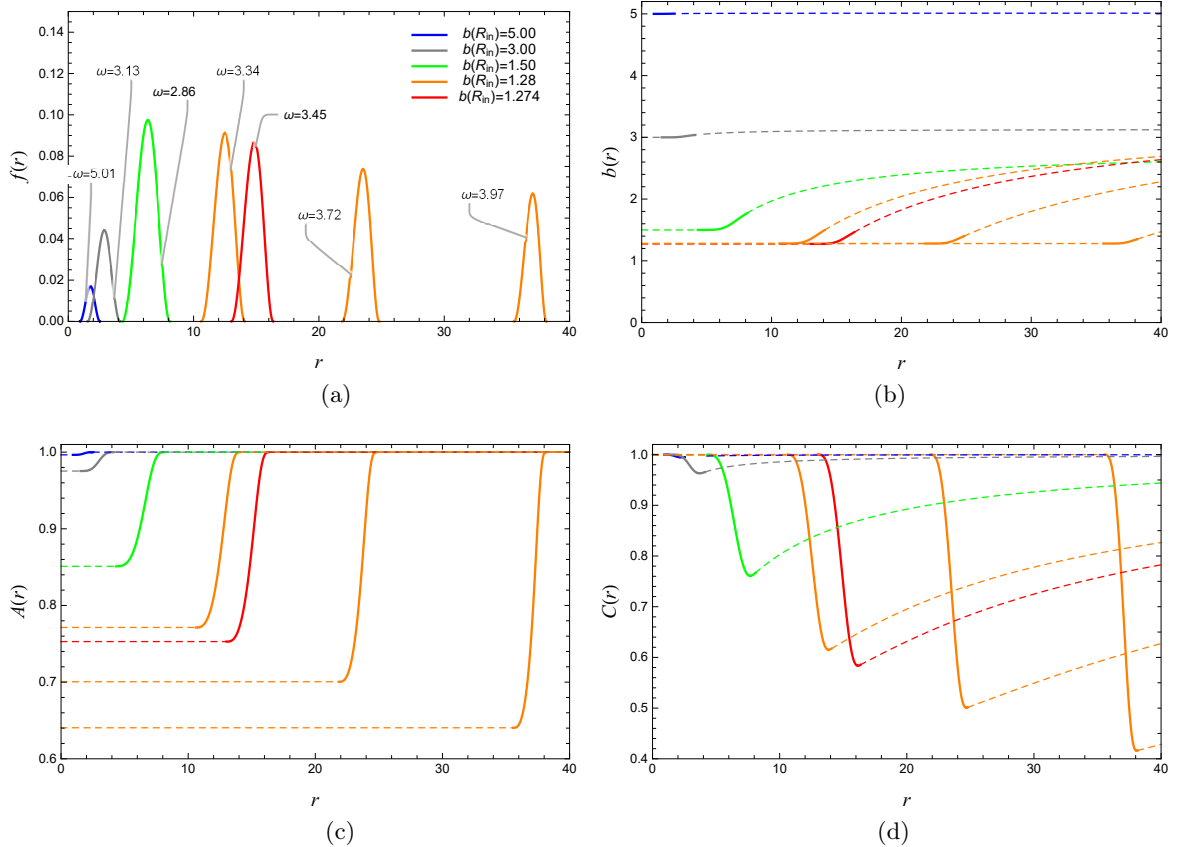 0.14
0.12
0.10
0.08
0.06
0.04
0.02
0.00
f(r)
b(R_in)=5.00
b(R_in)=3.00
b(R_in)=1.50
b(R_in)=1.28
b(R_in)=1.274
ω=3.13
ω=3.34
ω=2.86
ω=3.45
ω=5.01
ω=3.97
ω=3.72
0 10 20 30 40
r
(a)
5
4
3
2
1
0
b(r)
0 10 20 30 40
r
(b)
1.0
0.9
0.8
0.7
0.6
A(r)
0 10 20 30 40
r
(c)
1.0
0.9
0.8
0.7
0.6
0.5
0.4
C(r)
0 10 20 30 40
r
(d)